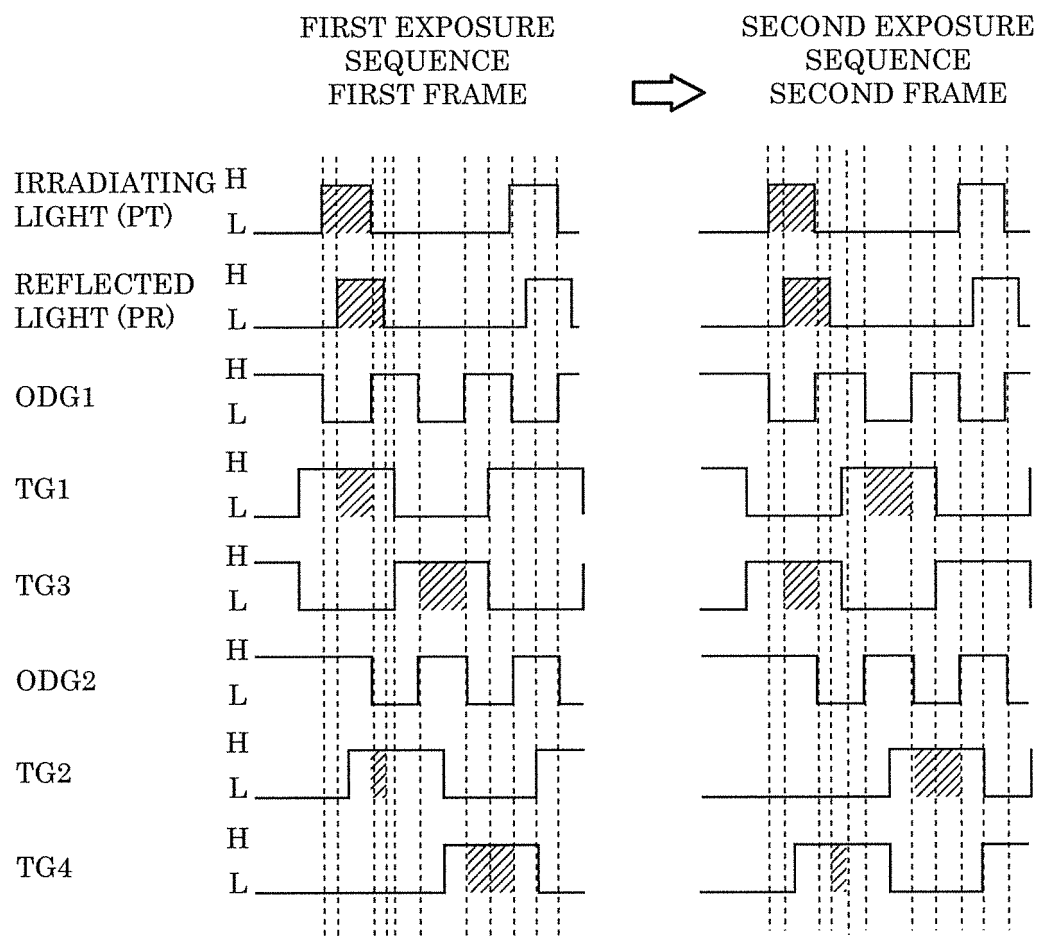 FIRST EXPOSURE
SEQUENCE
FIRST FRAME
SECOND EXPOSURE
SEQUENCE
SECOND FRAME
IRRADIATING
LIGHT (PT)
H
L
REFLECTED
LIGHT (PR)
H
L
ODG1
H
L
TG1
H
L
TG3
H
L
ODG2
H
L
TG2
H
L
TG4
H
L